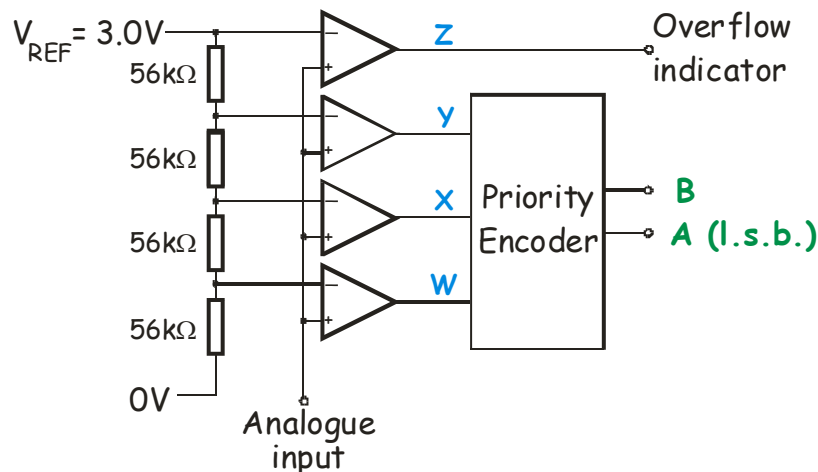 V_REF = 3.0V
56kΩ
56kΩ
56kΩ
56kΩ
0V
−
+
−
+
−
+
−
+
Z
Y
X
W
Analogue
input
Priority
Encoder
Overflow
indicator
B
A (l.s.b.)